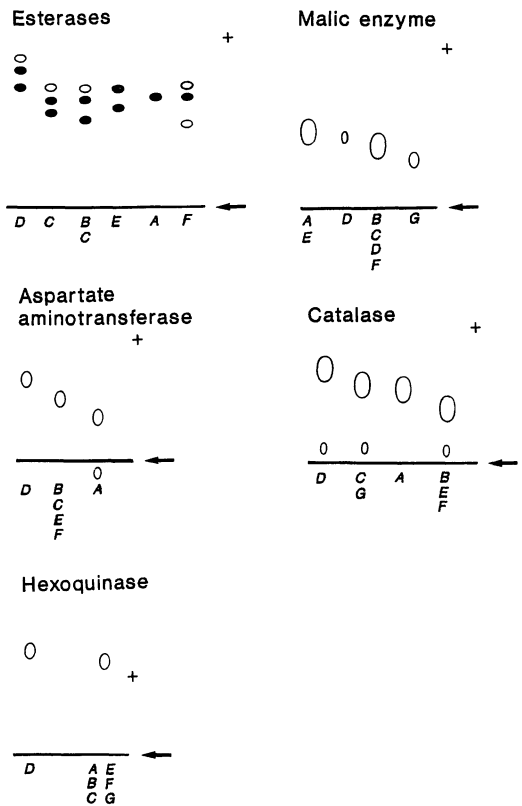 Esterases
+
D C B E A F
C
Malic enzyme
+
A D B G
E C
D
F
Aspartate
aminotransferase
+
D B A
C
E
F
Catalase
+
D C A B
G E
F
Hexoquinase
+
D A E
B F
C G